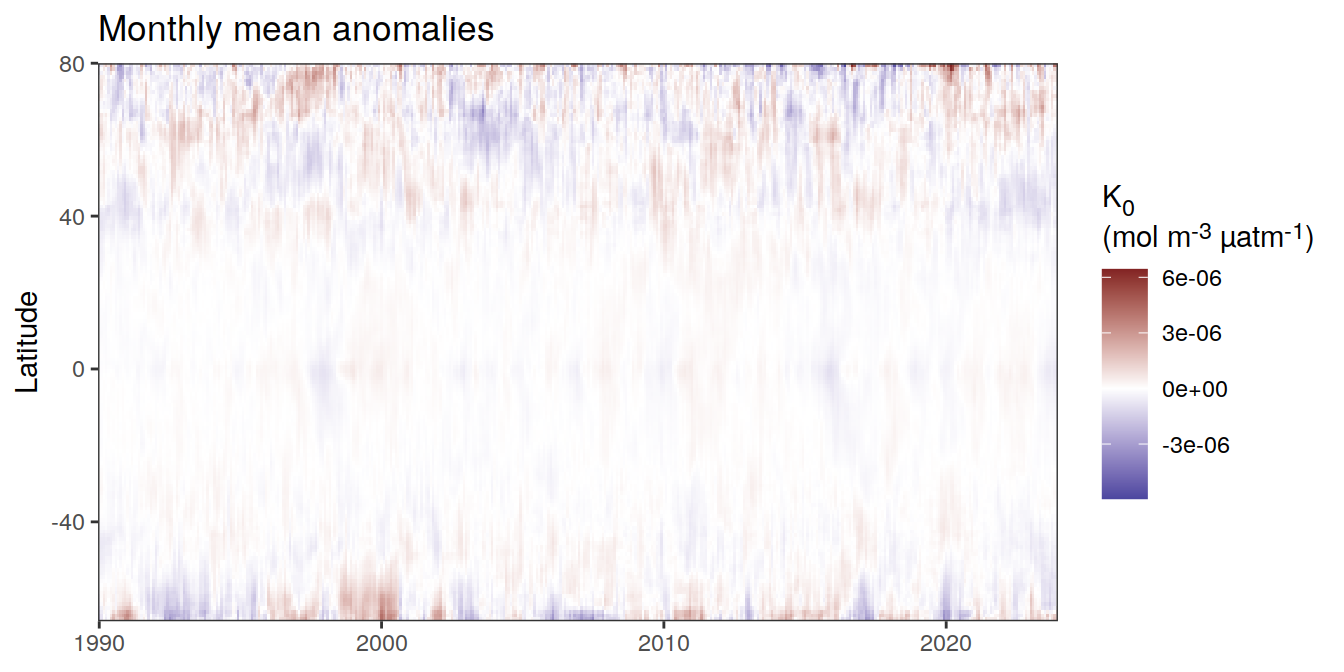 Monthly mean anomalies
80
40
0
-40
Latitude
1990
2000
2010
2020
K₀
(mol m⁻³ µatm⁻¹)
6e-06
3e-06
0e+00
-3e-06